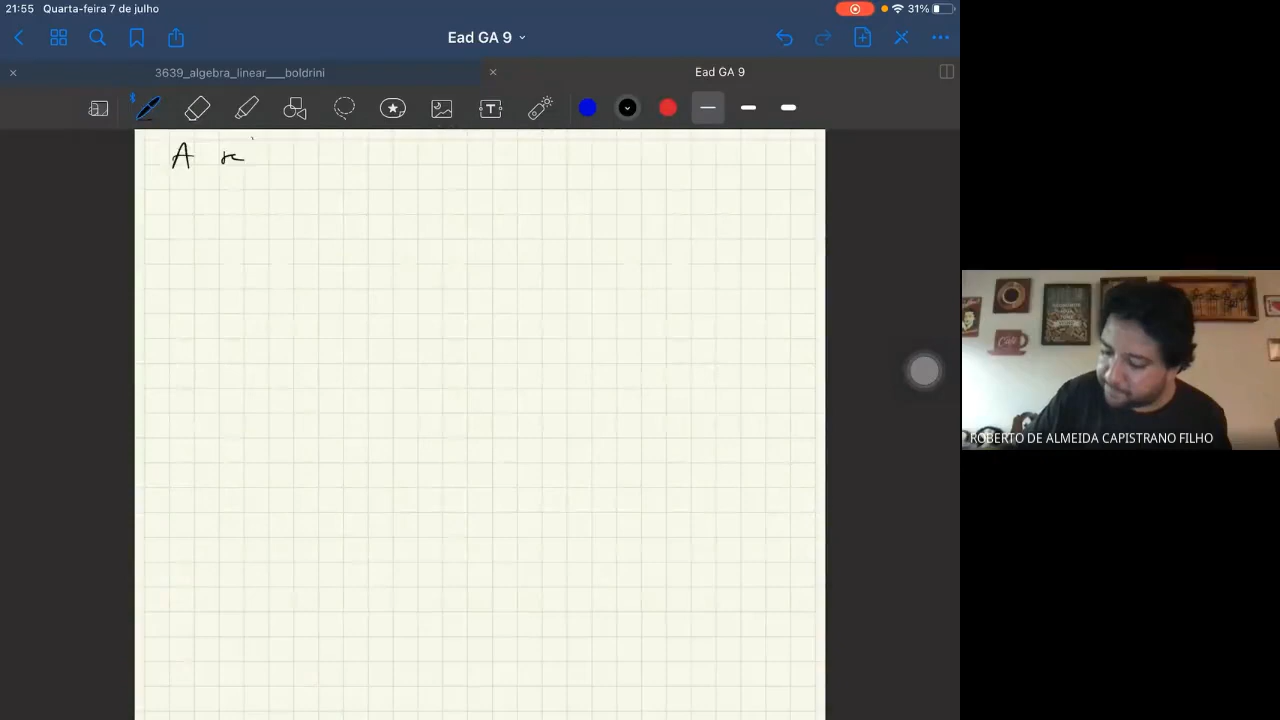 21:55 Quarta-feira 7 de julho 31%
Ead GA 9
3639_algebra_linear___boldrini Ead GA 9
T
A
Café
ROBERTO DE ALMEIDA CAPISTRANO FILHO